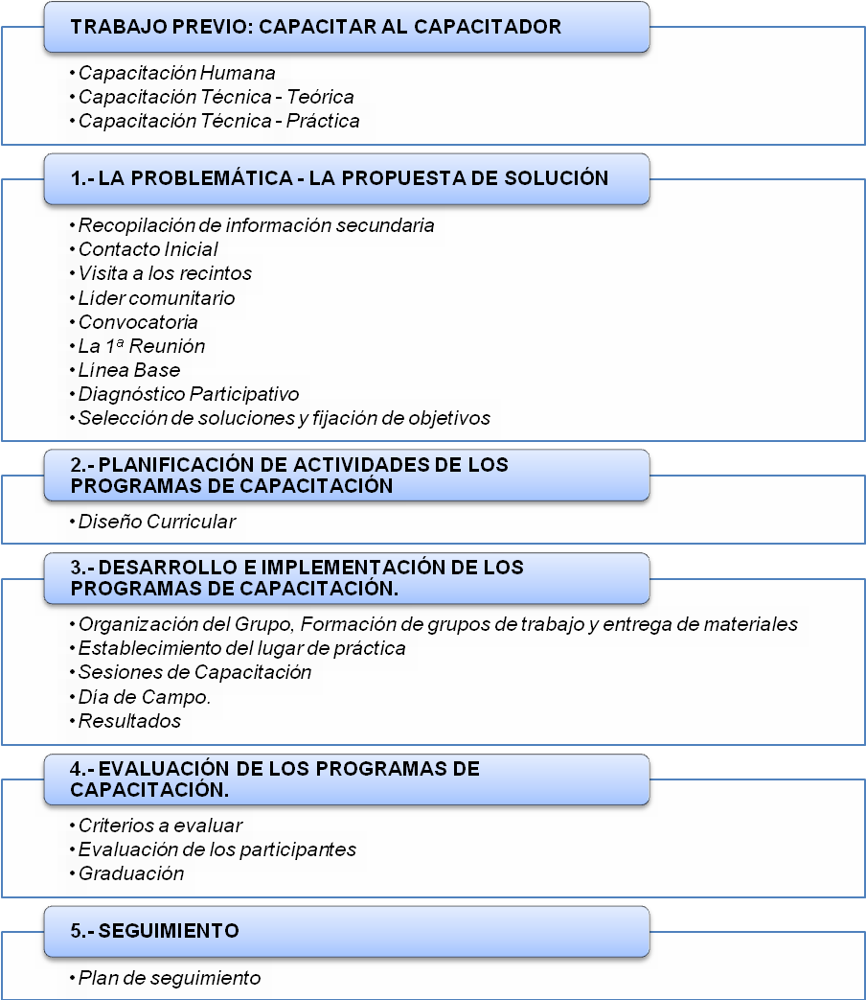 TRABAJO PREVIO: CAPACITAR AL CAPACITADOR
•Capacitación Humana
•Capacitación Técnica - Teórica
•Capacitación Técnica - Práctica
1.- LA PROBLEMÁTICA - LA PROPUESTA DE SOLUCIÓN
•Recopilación de información secundaria
•Contacto Inicial
•Visita a los recintos
•Líder comunitario
•Convocatoria
•La 1ª Reunión
•Línea Base
•Diagnóstico Participativo
•Selección de soluciones y fijación de objetivos
2.- PLANIFICACIÓN DE ACTIVIDADES DE LOS
PROGRAMAS DE CAPACITACIÓN
•Diseño Curricular
3.- DESARROLLO E IMPLEMENTACIÓN DE LOS
PROGRAMAS DE CAPACITACIÓN.
•Organización del Grupo, Formación de grupos de trabajo y entrega de materiales
•Establecimiento del lugar de práctica
•Sesiones de Capacitación
•Día de Campo.
•Resultados
4.- EVALUACIÓN DE LOS PROGRAMAS DE
CAPACITACIÓN.
•Criterios a evaluar
•Evaluación de los participantes
•Graduación
5.- SEGUIMIENTO
•Plan de seguimiento